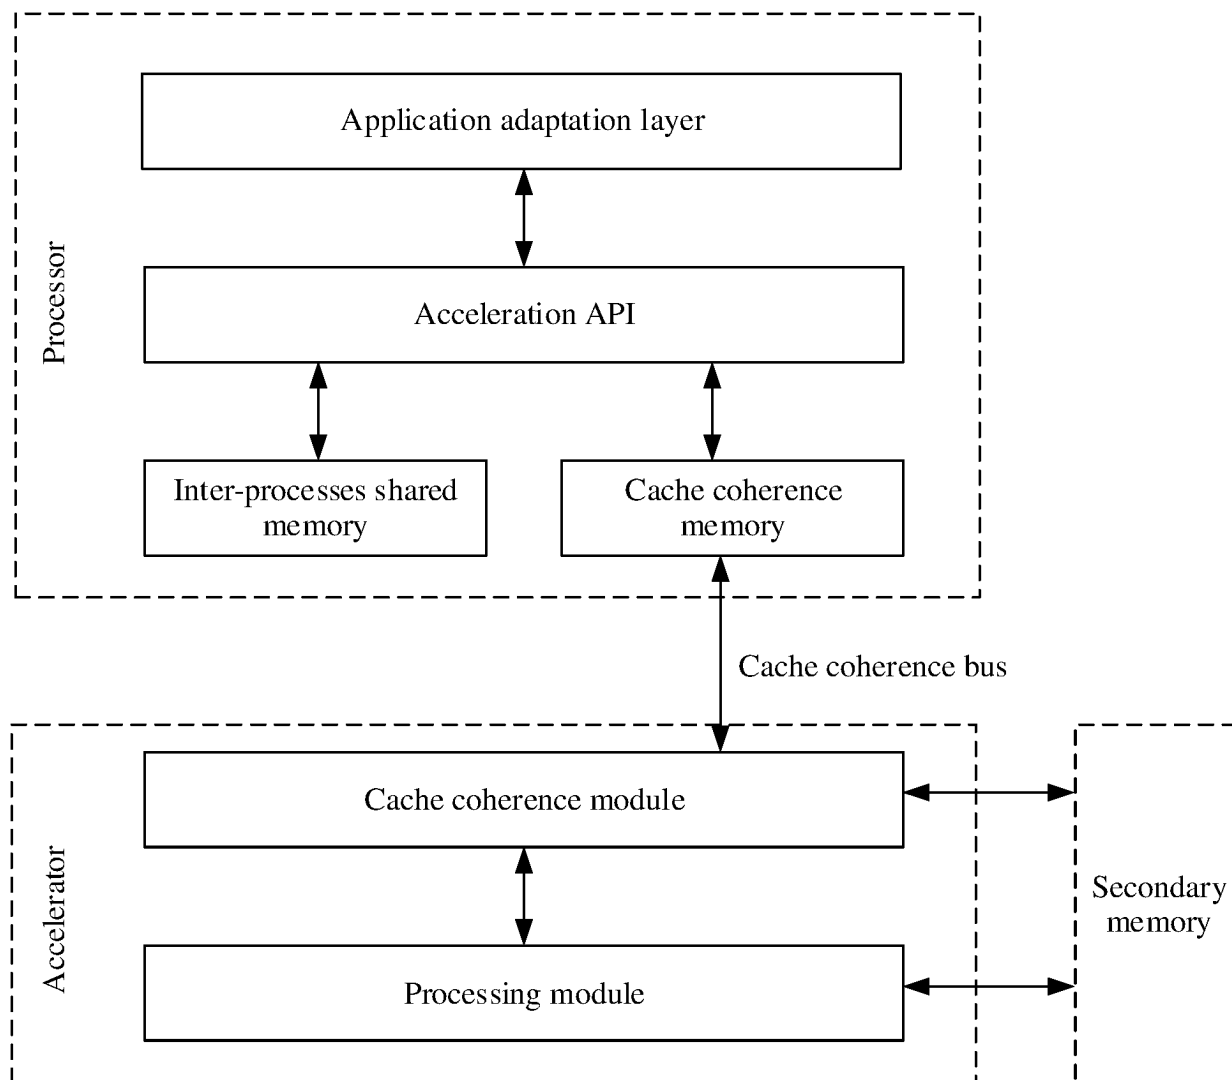 Processor
Application adaptation layer
Acceleration API
Inter-processes shared
memory
Cache coherence
memory
Cache coherence bus
Accelerator
Cache coherence module
Processing module
Secondary
memory